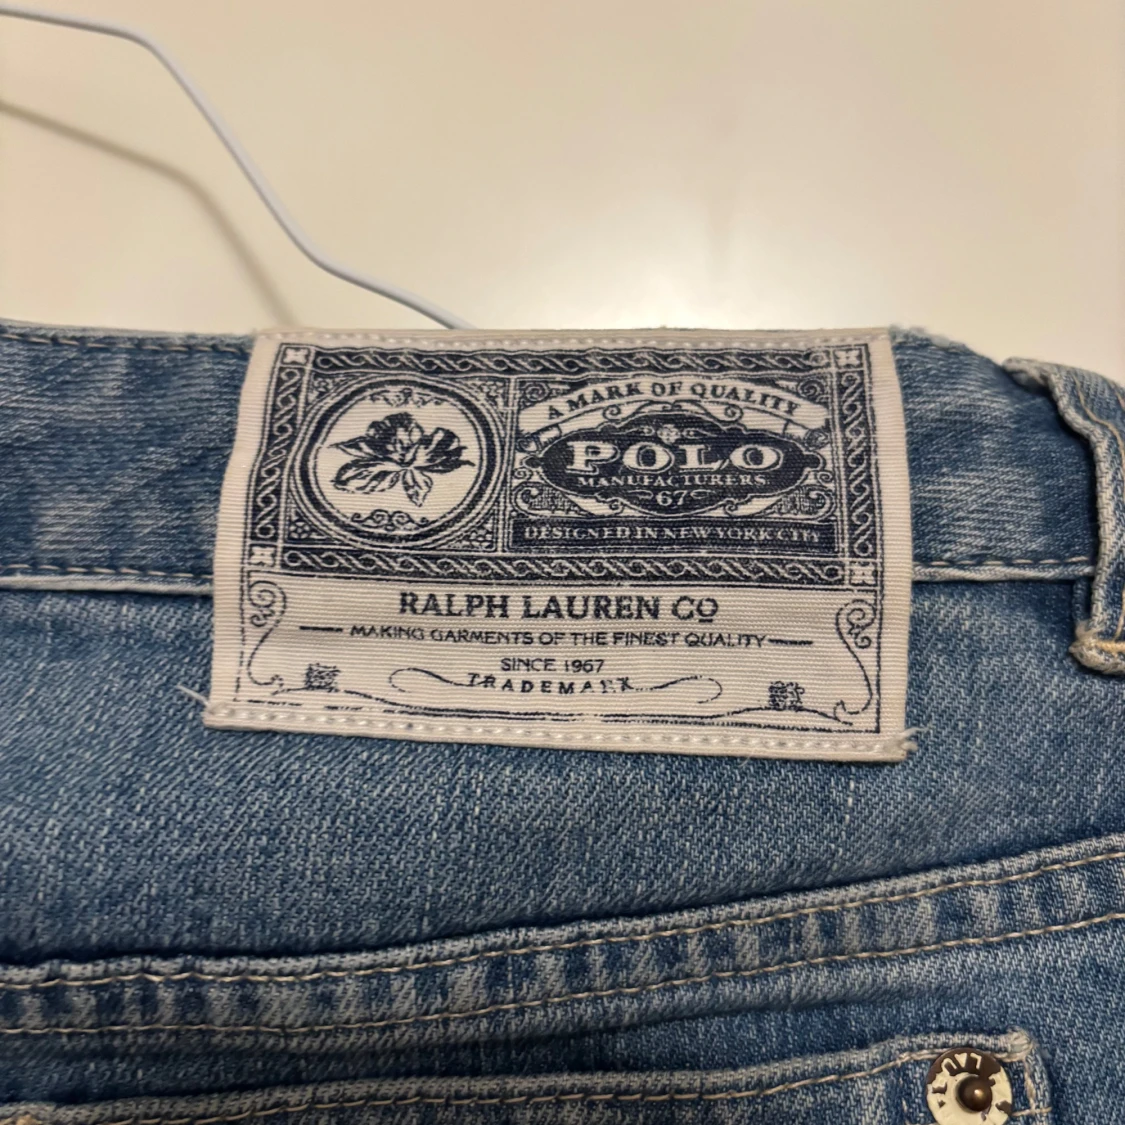 A MARK OF QUALITY
POLO
MANUFACTURERS
67
DESIGNED IN NEW YORK CITY
RALPH LAUREN CO
MAKING GARMENTS OF THE FINEST QUALITY
SINCE 1967
TRADEMARK